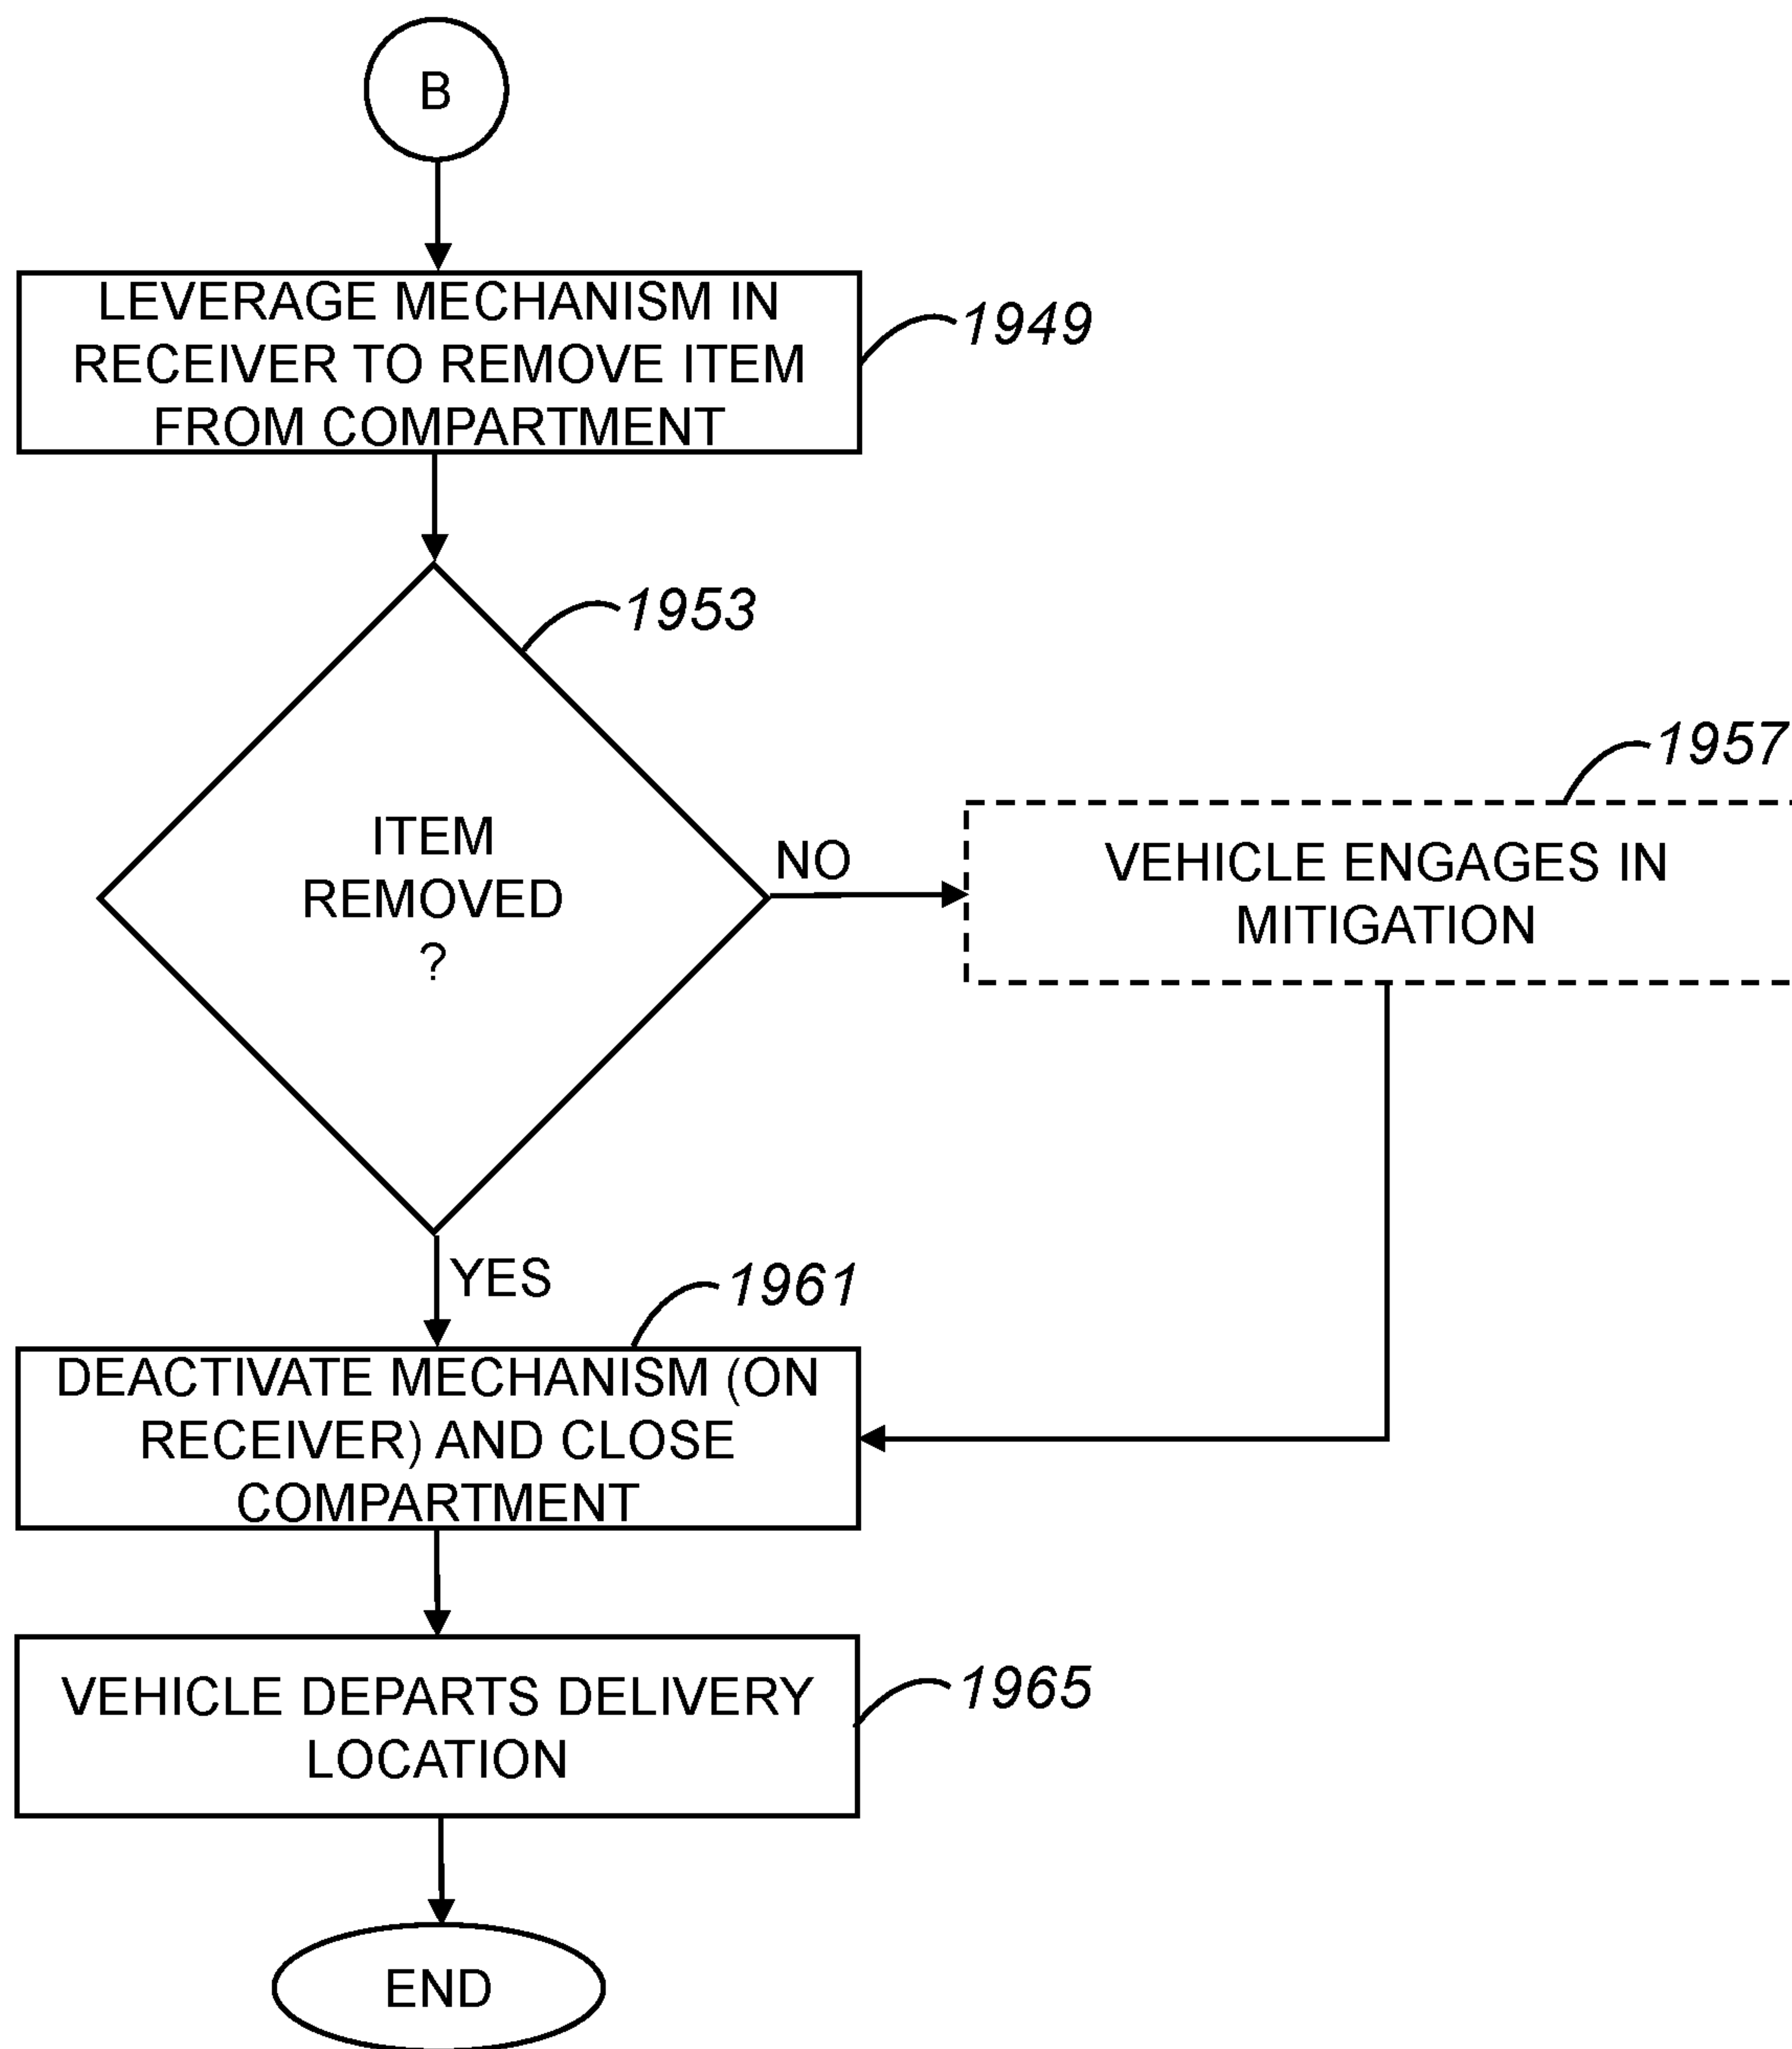 B
LEVERAGE MECHANISM IN
RECEIVER TO REMOVE ITEM
FROM COMPARTMENT
1949
1953
ITEM
REMOVED
?
NO
1957
VEHICLE ENGAGES IN
MITIGATION
YES
1961
DEACTIVATE MECHANISM (ON
RECEIVER) AND CLOSE
COMPARTMENT
VEHICLE DEPARTS DELIVERY
LOCATION
1965
END